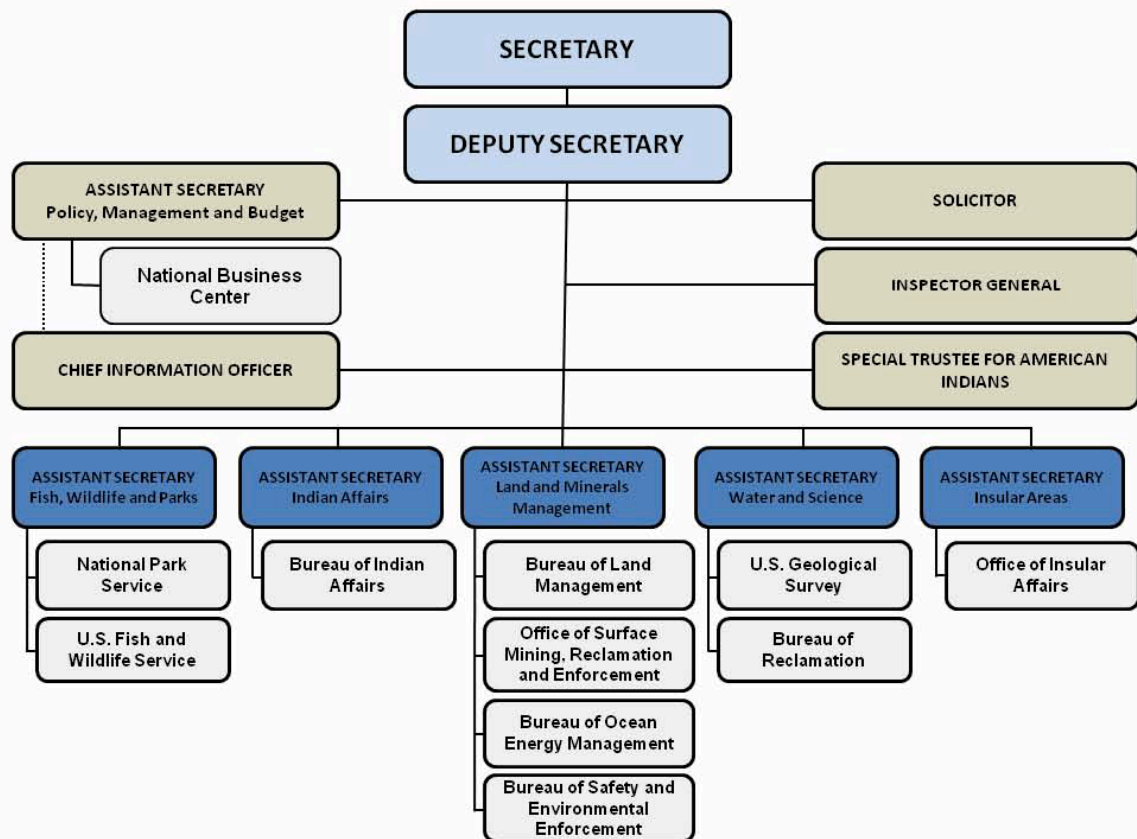 SECRETARY
DEPUTY SECRETARY
ASSISTANT SECRETARY
Policy, Management and Budget
SOLICITOR
National Business
Center
INSPECTOR GENERAL
CHIEF INFORMATION OFFICER
SPECIAL TRUSTEE FOR AMERICAN
INDIANS
ASSISTANT SECRETARY
Fish, Wildlife and Parks
ASSISTANT SECRETARY
Indian Affairs
ASSISTANT SECRETARY
Land and Minerals
Management
ASSISTANT SECRETARY
Water and Science
ASSISTANT SECRETARY
Insular Areas
National Park
Service
U.S. Fish and
Wildlife Service
Bureau of Indian
Affairs
Bureau of Land
Management
Office of Surface
Mining, Reclamation
and Enforcement
Bureau of Ocean
Energy Management
Bureau of Safety and
Environmental
Enforcement
U.S. Geological
Survey
Bureau of
Reclamation
Office of Insular
Affairs